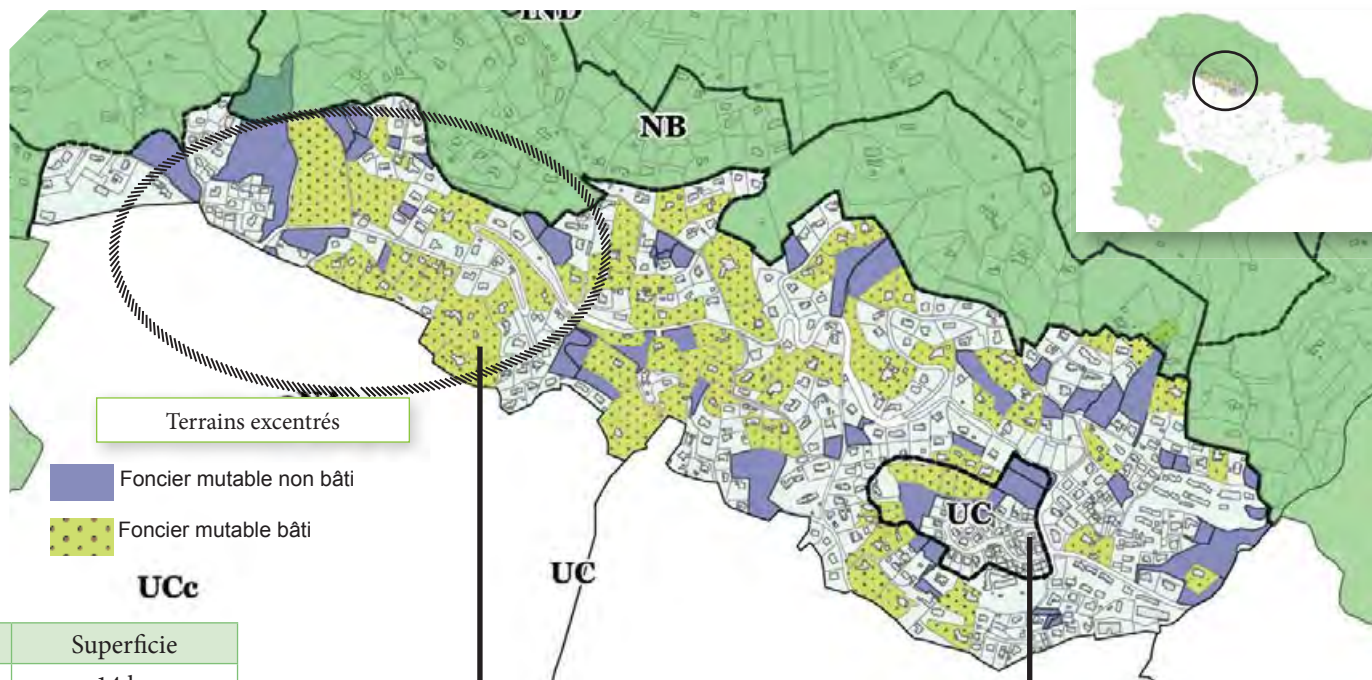 NB
Terrains excentrés
Foncier mutable non bâti
Foncier mutable bâti
UC
UC
UCc
Superficie